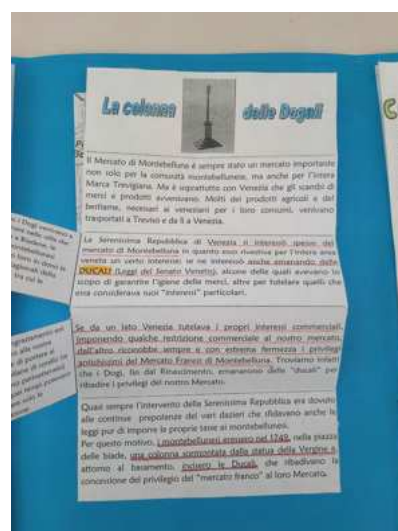 La colonna delle Dogali
Il Mercato di Montebelluna è sempre stato un mercato importante
non solo per la comunità montebellunese, ma anche per l'intera
Marca Trevigiana. Ma è soprattutto con Venezia che gli scambi di
merci e prodotti avvenivano. Molti dei prodotti agricoli e del
bestiame, necessari ai veneziani per i loro consumi, venivano
trasportati a Treviso e da lì a Venezia.
La Serenissima Repubblica di Venezia si interessò spesso del
mercato di Montebelluna in quanto esso rivestiva per l'intera area
veneta un certo interesse; se ne interessò anche emanando delle
DUCALI (Leggi del Senato Veneto), alcune delle quali avevano lo
scopo di garantire l'igiene della merci, altre per tutelare quelli che
essa considerava suoi "interessi" particolari.
Se da un lato Venezia tutelava i propri interessi commerciali,
imponendo qualche restrizione commerciale al nostro mercato,
dall'altro riconobbe sempre e con estrema fermezza i privilegi
antichissimi del Mercato Franco di Montebelluna. Troviamo infatti
che i Dogi, fin dal Rinascimento, emanarono delle "ducali" per
ribadire i privilegi del nostro Mercato.
Quasi sempre l'intervento della Serenissima Repubblica era dovuto
alle continue prepotenze dei vari dazieri che sfidavano anche le
leggi pur di imporre le proprie tasse ai montebellunesi.
Per questo motivo, i montebellunesi eressero nel 1749, nella piazza
delle biade, una colonna sormontata dalla statua della Vergine e,
attorno al basamento, incisero le Ducali, che ribadivano la
concessione del privilegio del "mercato franco" al loro Mercato.